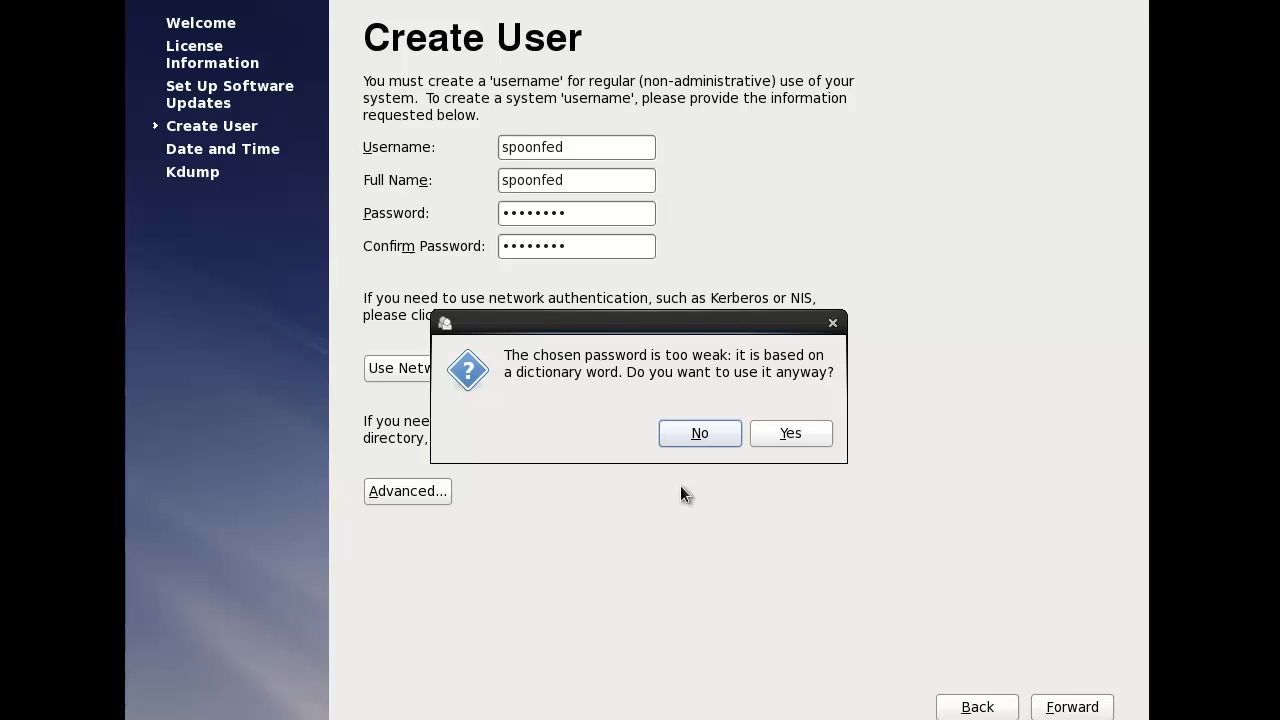 Welcome
License
Information
Set Up Software
Updates
Create User
Date and Time
Kdump
Create User
You must create a 'username' for regular (non-administrative) use of your
system.  To create a system 'username', please provide the information
requested below.
Username: spoonfed
Full Name: spoonfed
Password: ••••••••
Confirm Password: ••••••••
If you need to use network authentication, such as Kerberos or NIS,
please clic
The chosen password is too weak: it is based on
a dictionary word. Do you want to use it anyway?
No Yes
Use Netw
If you nee
directory,
Advanced...
Back Forward